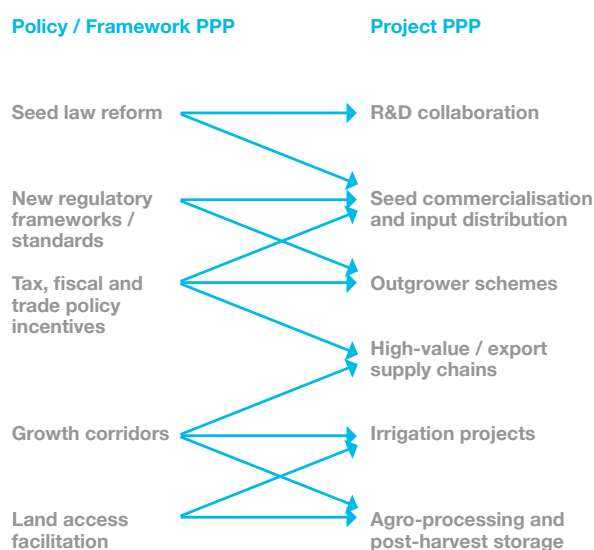 Policy / Framework PPP
Project PPP
Seed law reform
R&D collaboration
New regulatory
frameworks /
standards
Seed commercialisation
and input distribution
Tax, fiscal and
trade policy
incentives
Outgrower schemes
High-value / export
supply chains
Growth corridors
Irrigation projects
Land access
facilitation
Agro-processing and
post-harvest storage